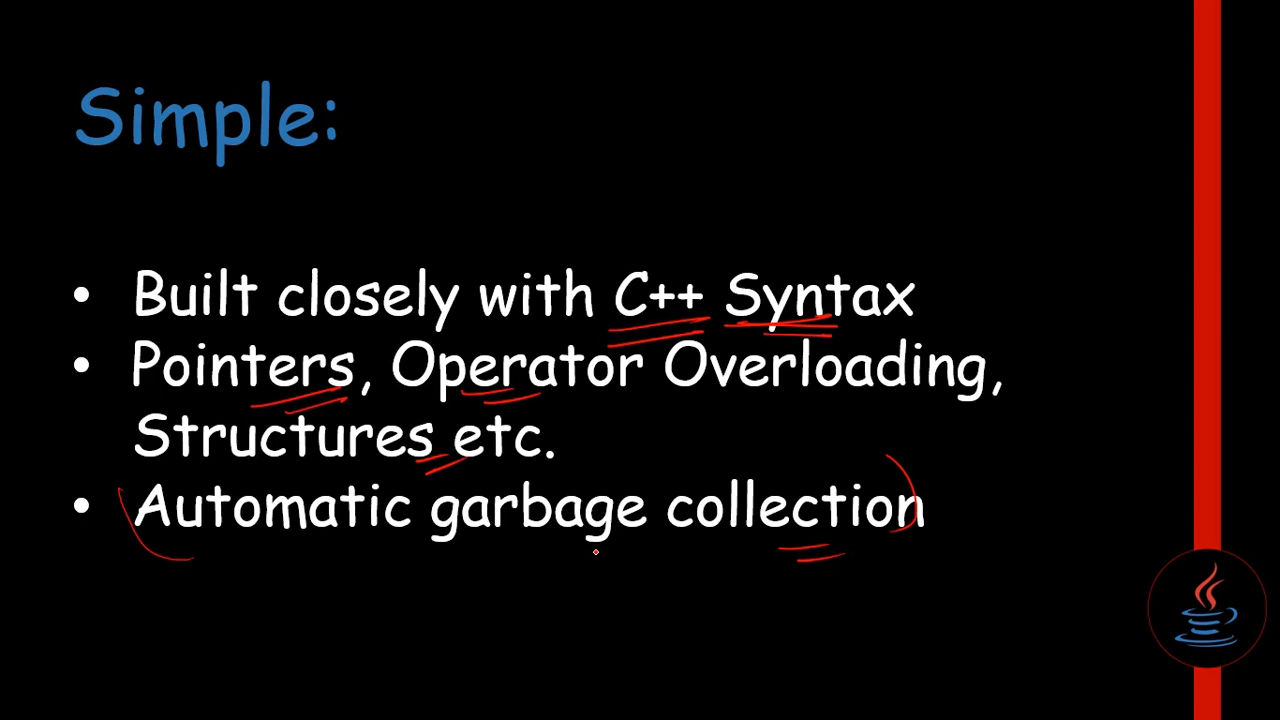 Simple:
• Built closely with C++ Syntax
• Pointers, Operator Overloading,
Structures etc.
• Automatic garbage collection